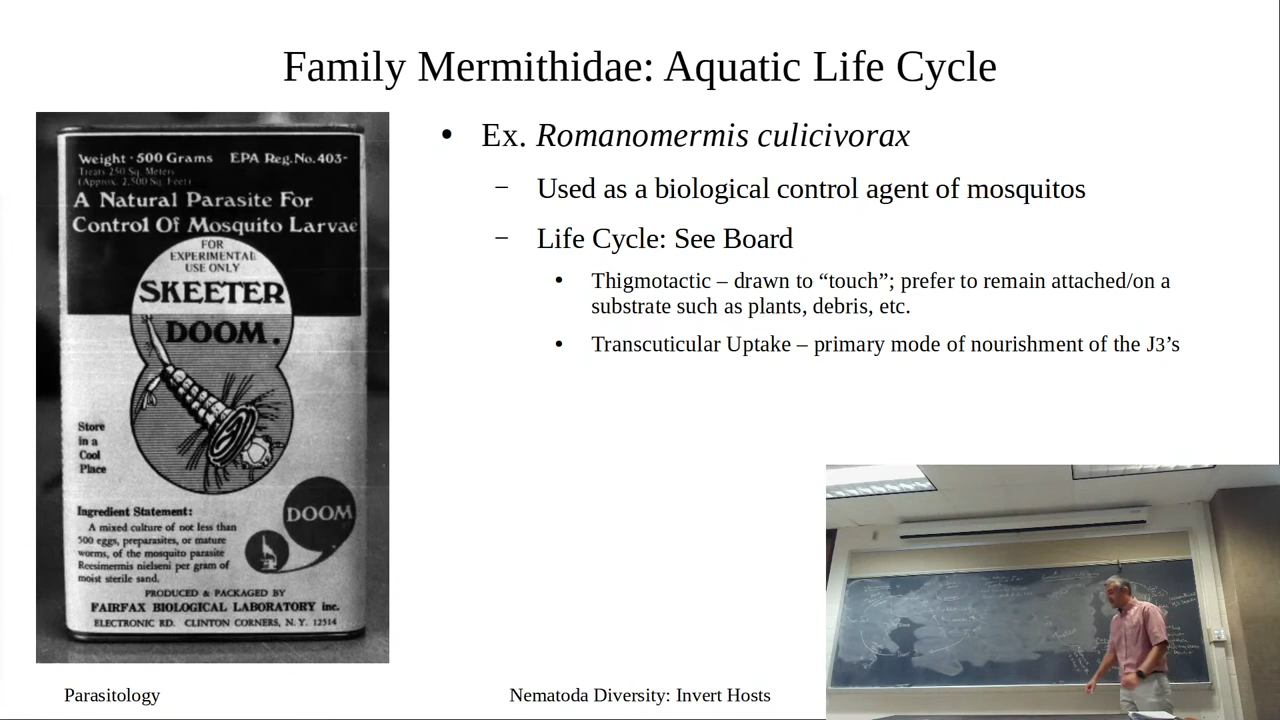 Family Mermithidae: Aquatic Life Cycle
Weight · 500 Grams EPA Reg. No. 403-
Treats 250 Sq. Meters
(Approx. 2,500 Sq. Feet)
A Natural Parasite For
Control Of Mosquito Larvae
FOR
EXPERIMENTAL
USE ONLY
SKEETER
DOOM.
Store
in a
Cool
Place
DOOM
Ingredient Statement:
A mixed culture of not less than
500 eggs, preparasites, or mature
worms, of the mosquito parasite
Reesimermis nielseni per gram of
moist sterile sand.
PRODUCED & PACKAGED BY
FAIRFAX BIOLOGICAL LABORATORY inc.
ELECTRONIC RD. CLINTON CORNERS, N. Y. 12514
• Ex. Romanomermis culicivorax
– Used as a biological control agent of mosquitos
– Life Cycle: See Board
• Thigmotactic – drawn to “touch”; prefer to remain attached/on a
substrate such as plants, debris, etc.
• Transcuticular Uptake – primary mode of nourishment of the J3’s
Parasitology
Nematoda Diversity: Invert Hosts